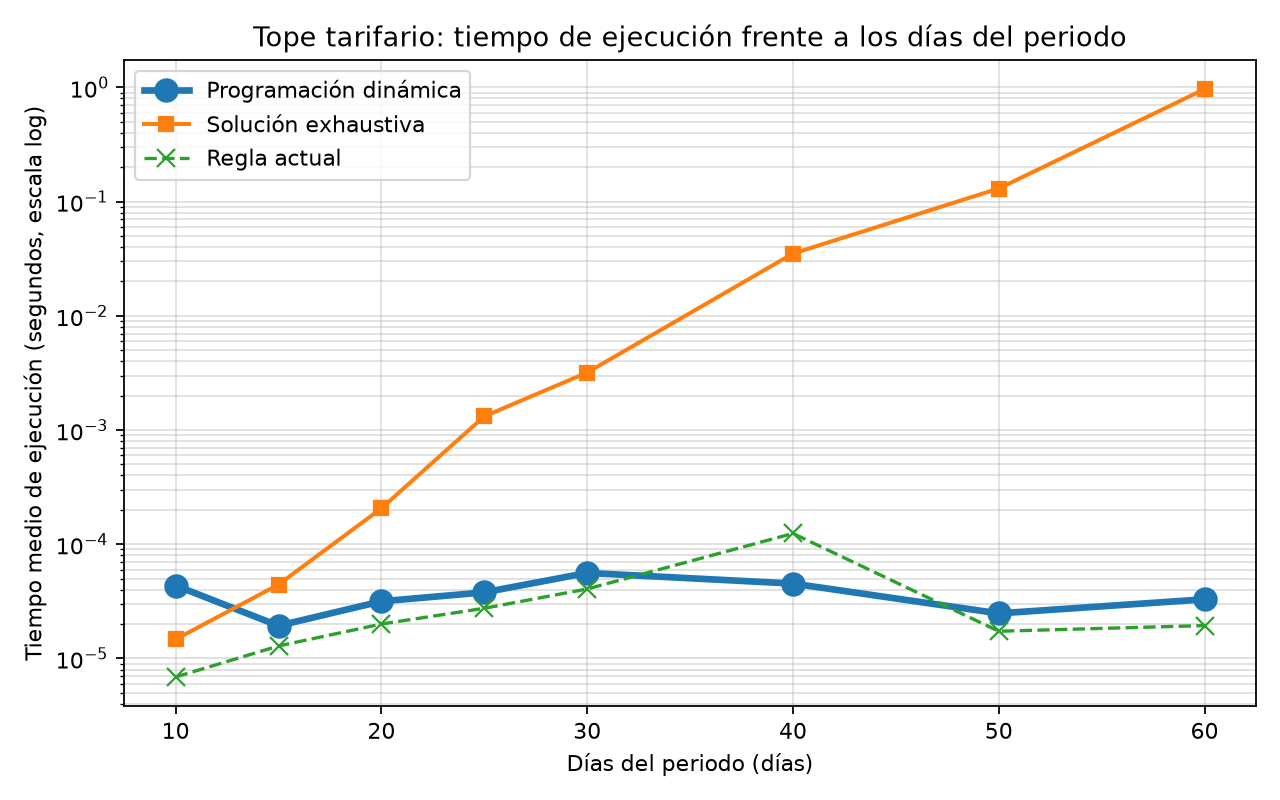 Tope tarifario: tiempo de ejecución frente a los días del periodo
Programación dinámica
Solución exhaustiva
Regla actual
Tiempo medio de ejecución (segundos, escala log)
10⁰
10⁻¹
10⁻²
10⁻³
10⁻⁴
10⁻⁵
10 20 30 40 50 60
Días del periodo (días)